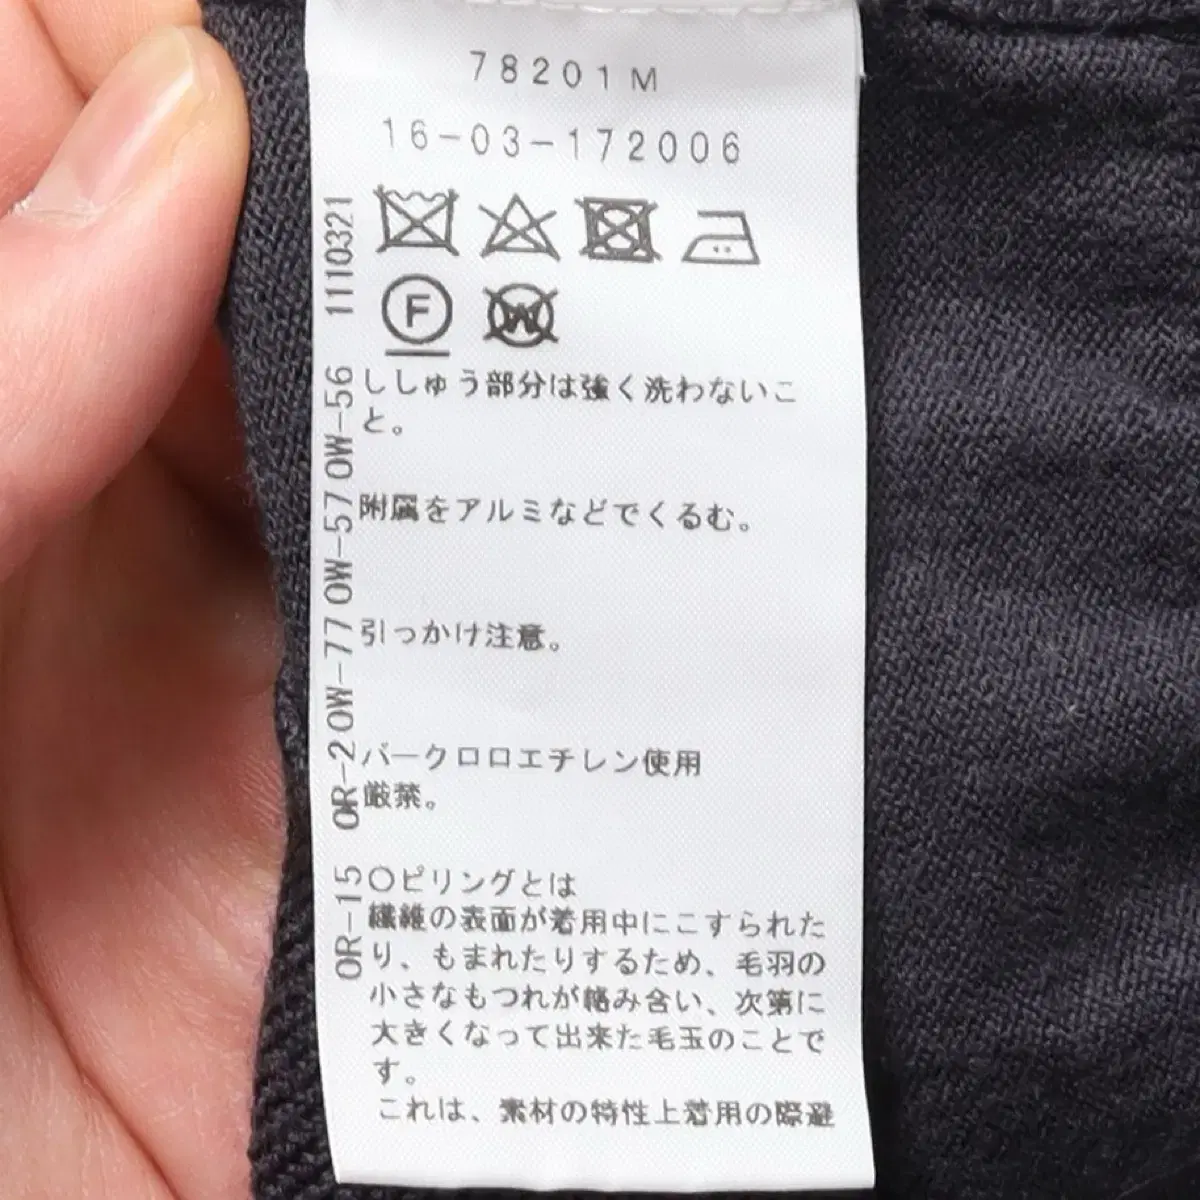 78201M
16-03-172006
F
W
ししゅう部分は強く洗わないこ
と。
附属をアルミなどでくるむ。
引っかけ注意。
パークロロエチレン使用
厳禁。
〇ピリングとは
繊維の表面が着用中にこすられた
り、もまれたりするため、毛羽の
小さなもつれが絡み合い、次第に
大きくなって出来た毛玉のことで
す。
これは、素材の特性上着用の際避
1110321
OW-56
OW-57
OW-77
OR-2
OR-15